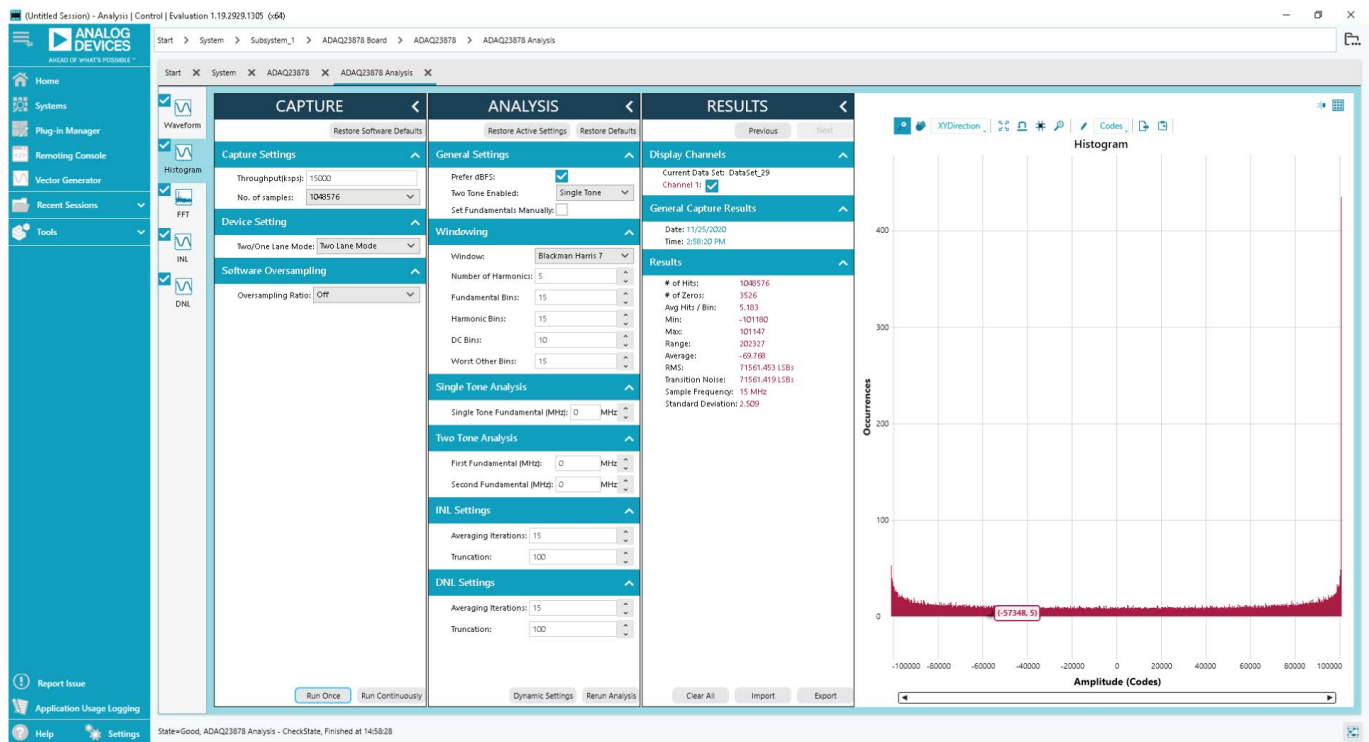 (Untitled Session) - Analysis | Control | Evaluation 1.19.2929.1305 (x64)
ANALOG DEVICES
AHEAD OF WHAT'S POSSIBLE ™
Start > System > Subsystem_1 > ADAQ23878 Board > ADAQ23878 > ADAQ23878 Analysis
Home
Systems
Plug-in Manager
Remoting Console
Vector Generator
Recent Sessions
Tools
Report Issue
Application Usage Logging
Help
Settings
Start X System X ADAQ23878 X ADAQ23878 Analysis X
Waveform
Histogram
FFT
INL
DNL
CAPTURE
Restore Software Defaults
Capture Settings
Throughput(ksps): 15000
No. of samples: 1048576
Device Setting
Two/One Lane Mode: Two Lane Mode
Software Oversampling
Oversampling Ratio: Off
Run Once
Run Continuously
ANALYSIS
Restore Active Settings
Restore Defaults
General Settings
Prefer dBFS:
Two Tone Enabled: Single Tone
Set Fundamentals Manually:
Windowing
Window: Blackman Harris 7
Number of Harmonics: 5
Fundamental Bins: 15
Harmonic Bins: 15
DC Bins: 10
Worst Other Bins: 15
Single Tone Analysis
Single Tone Fundamental (MHz): 0 MHz
Two Tone Analysis
First Fundamental (MHz): 0 MHz
Second Fundamental (MHz): 0 MHz
INL Settings
Averaging Iterations: 15
Truncation: 100
DNL Settings
Averaging Iterations: 15
Truncation: 100
Dynamic Settings
Rerun Analysis
RESULTS
Previous
Next
Display Channels
Current Data Set: DataSet_29
Channel 1:
General Capture Results
Date: 11/25/2020
Time: 2:58:20 PM
Results
# of Hits: 1048576
# of Zeros: 3526
Avg Hits / Bin: 5.183
Min: -101180
Max: 101147
Range: 202327
Average: -69.768
RMS: 71561.453 LSBs
Transition Noise: 71561.419 LSBs
Sample Frequency: 15 MHz
Standard Deviation: 2.509
Clear All
Import
Export
XYDirection
Codes
Histogram
Occurrences
400
300
200
100
0
(-57348, 5)
-100000 -80000 -60000 -40000 -20000 0 20000 40000 60000 80000 100000
Amplitude (Codes)
State=Good, ADAQ23878 Analysis - CheckState, Finished at 14:58:28